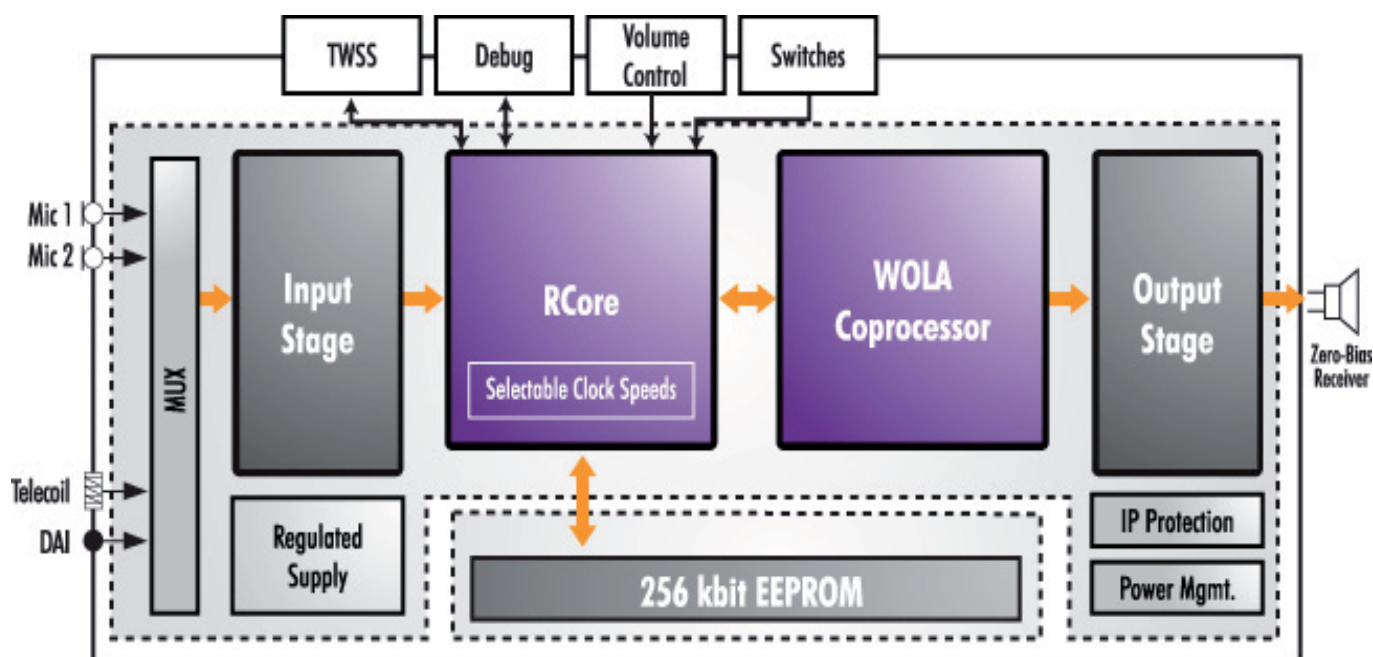 TWSS
Debug
Volume
Control
Switches
Mic 1
Mic 2
MUX
Input
Stage
RCore
Selectable Clock Speeds
WOLA
Coprocessor
Output
Stage
Zero-Bias
Receiver
Telecoil
DAI
Regulated
Supply
256 kbit EEPROM
IP Protection
Power Mgmt.